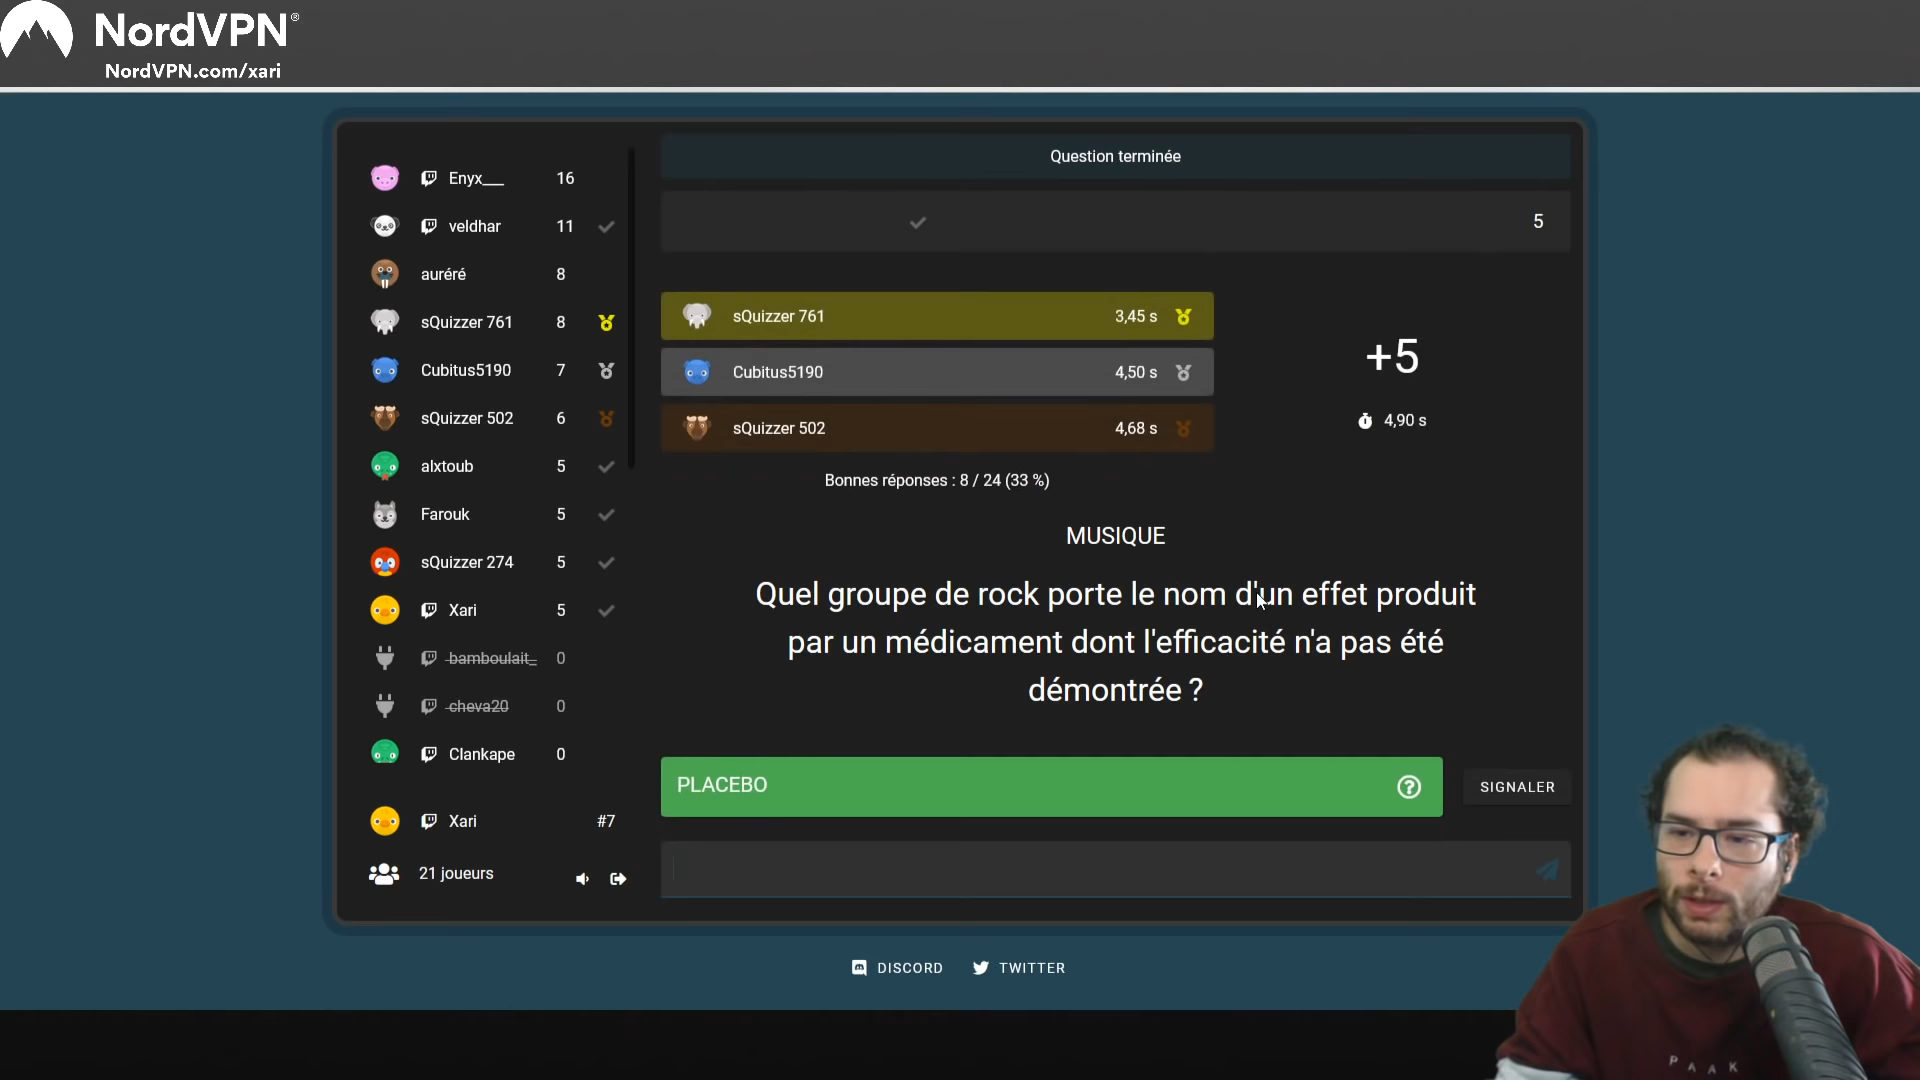 NordVPN®
NordVPN.com/xari
Enyx___ 16
veldhar 11
auréré 8
sQuizzer 761 8
Cubitus5190 7
sQuizzer 502 6
alxtoub 5
Farouk 5
sQuizzer 274 5
Xari 5
bamboulait_ 0
cheva20 0
Clankape 0
Xari #7
21 joueurs
Question terminée
5
sQuizzer 761 3,45 s
Cubitus5190 4,50 s
sQuizzer 502 4,68 s
+5
4,90 s
Bonnes réponses : 8 / 24 (33 %)
MUSIQUE
Quel groupe de rock porte le nom d'un effet produit
par un médicament dont l'efficacité n'a pas été
démontrée ?
PLACEBO
SIGNALER
DISCORD TWITTER
PAAK